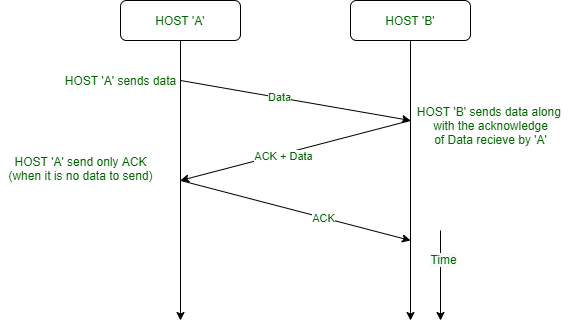 HOST 'A'
HOST 'B'
HOST 'A' sends data
Data
HOST 'B' sends data along
with the acknowledge
of Data recieve by 'A'
ACK + Data
HOST 'A' send only ACK
(when it is no data to send)
ACK
Time